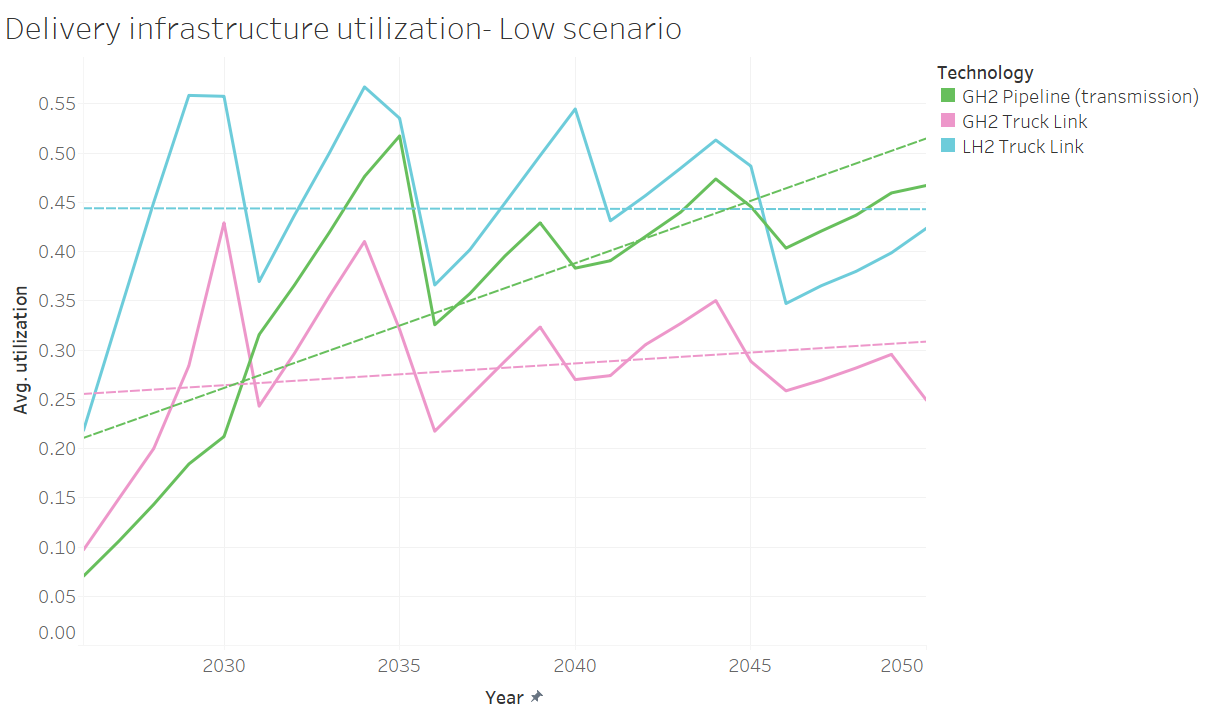 Delivery infrastructure utilization- Low scenario
Technology
GH2 Pipeline (transmission)
GH2 Truck Link
LH2 Truck Link
Avg. utilization
0.55
0.50
0.45
0.40
0.35
0.30
0.25
0.20
0.15
0.10
0.05
0.00
2030 2035 2040 2045 2050
Year